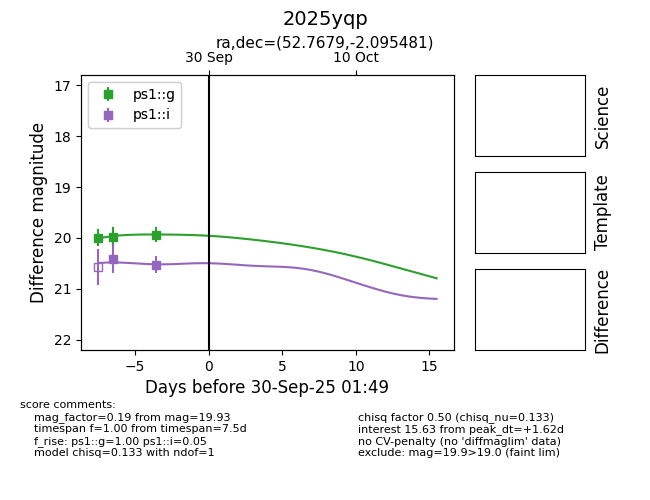 2025yqp
ra,dec=(52.7679,-2.095481)
30 Sep
10 Oct
ps1::g
ps1::i
17
18
19
20
21
22
Difference magnitude
−5
0
5
10
15
Days before 30-Sep-25 01:49
Science
Template
Difference
score comments:
mag_factor=0.19 from mag=19.93
timespan f=1.00 from timespan=7.5d
f_rise: ps1::g=1.00 ps1::i=0.05
model chisq=0.133 with ndof=1
chisq factor 0.50 (chisq_nu=0.133)
interest 15.63 from peak_dt=+1.62d
no CV-penalty (no 'diffmaglim' data)
exclude: mag=19.9>19.0 (faint lim)